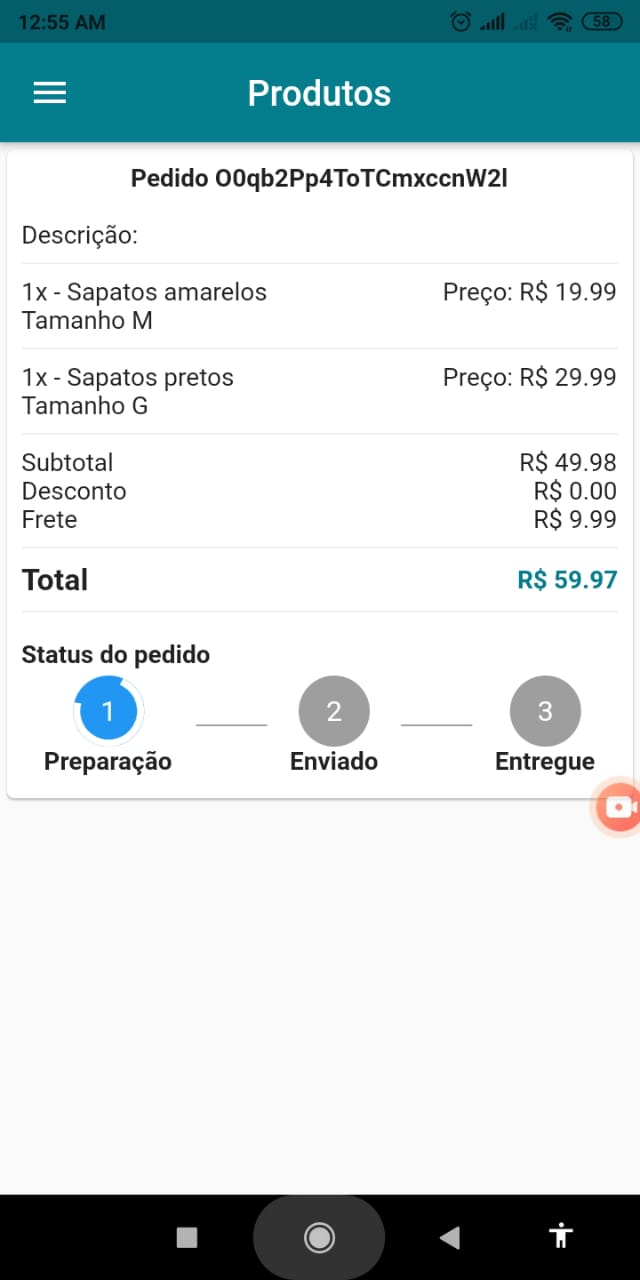 12:55 AM
58
Produtos
Pedido O0qb2Pp4ToTCmxccnW2l
Descrição:
1x - Sapatos amarelos
Tamanho M
Preço: R$ 19.99
1x - Sapatos pretos
Tamanho G
Preço: R$ 29.99
Subtotal R$ 49.98
Desconto R$ 0.00
Frete R$ 9.99
Total R$ 59.97
Status do pedido
1 2 3
Preparação Enviado Entregue